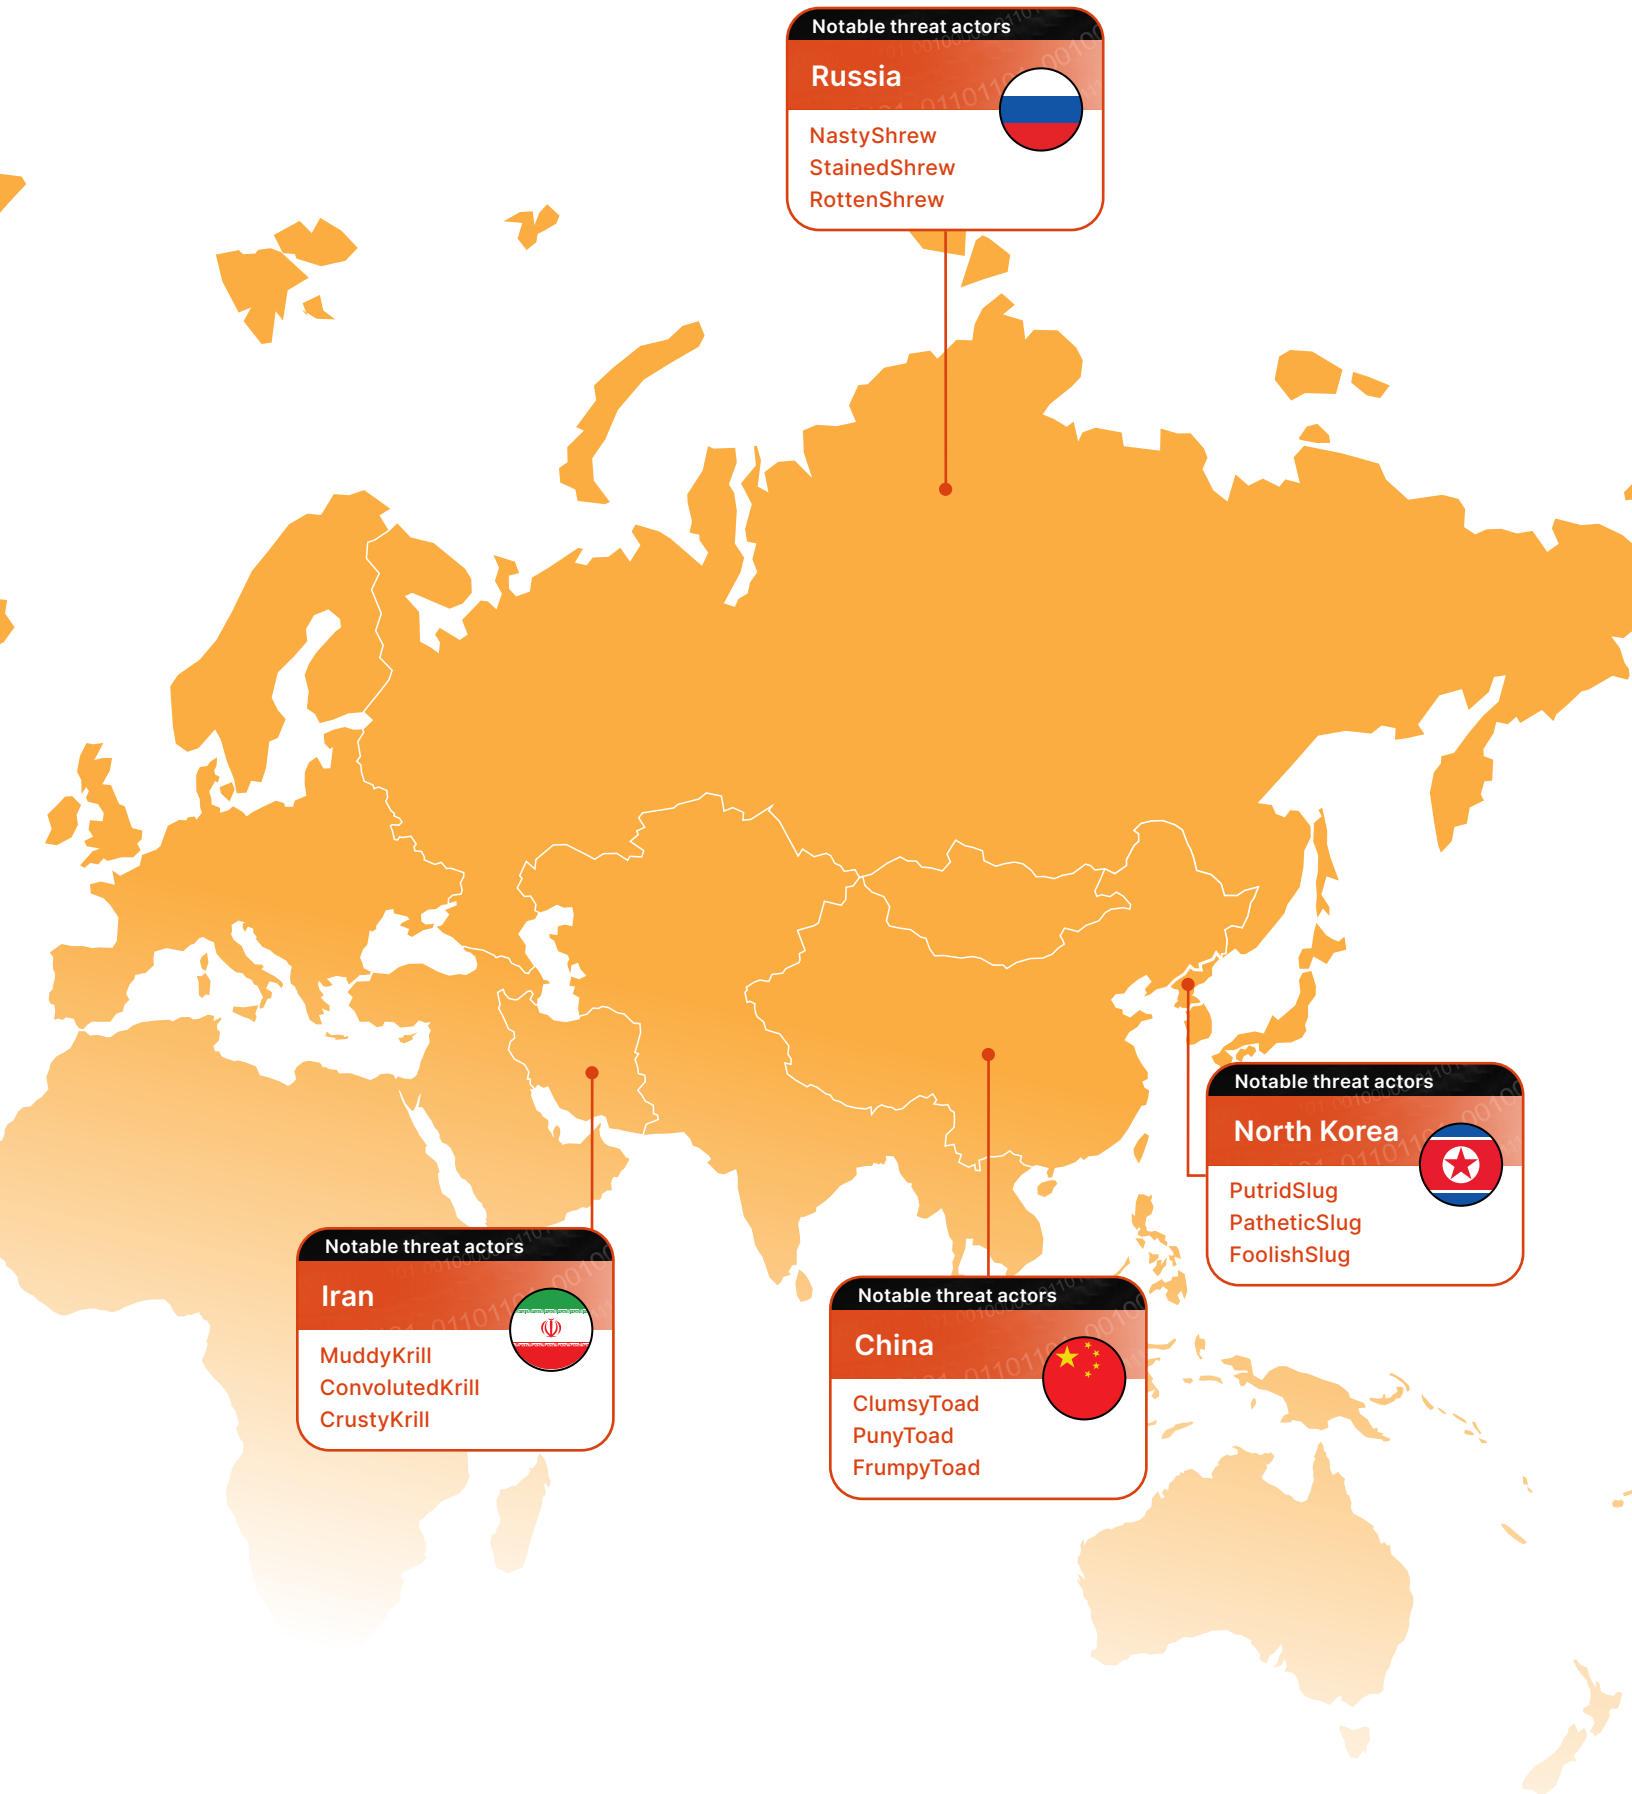 Notable threat actors
Russia
NastyShrew
StainedShrew
RottenShrew
Notable threat actors
North Korea
PutridSlug
PatheticSlug
FoolishSlug
Notable threat actors
Iran
MuddyKrill
ConvolutedKrill
CrustyKrill
Notable threat actors
China
ClumsyToad
PunyToad
FrumpyToad